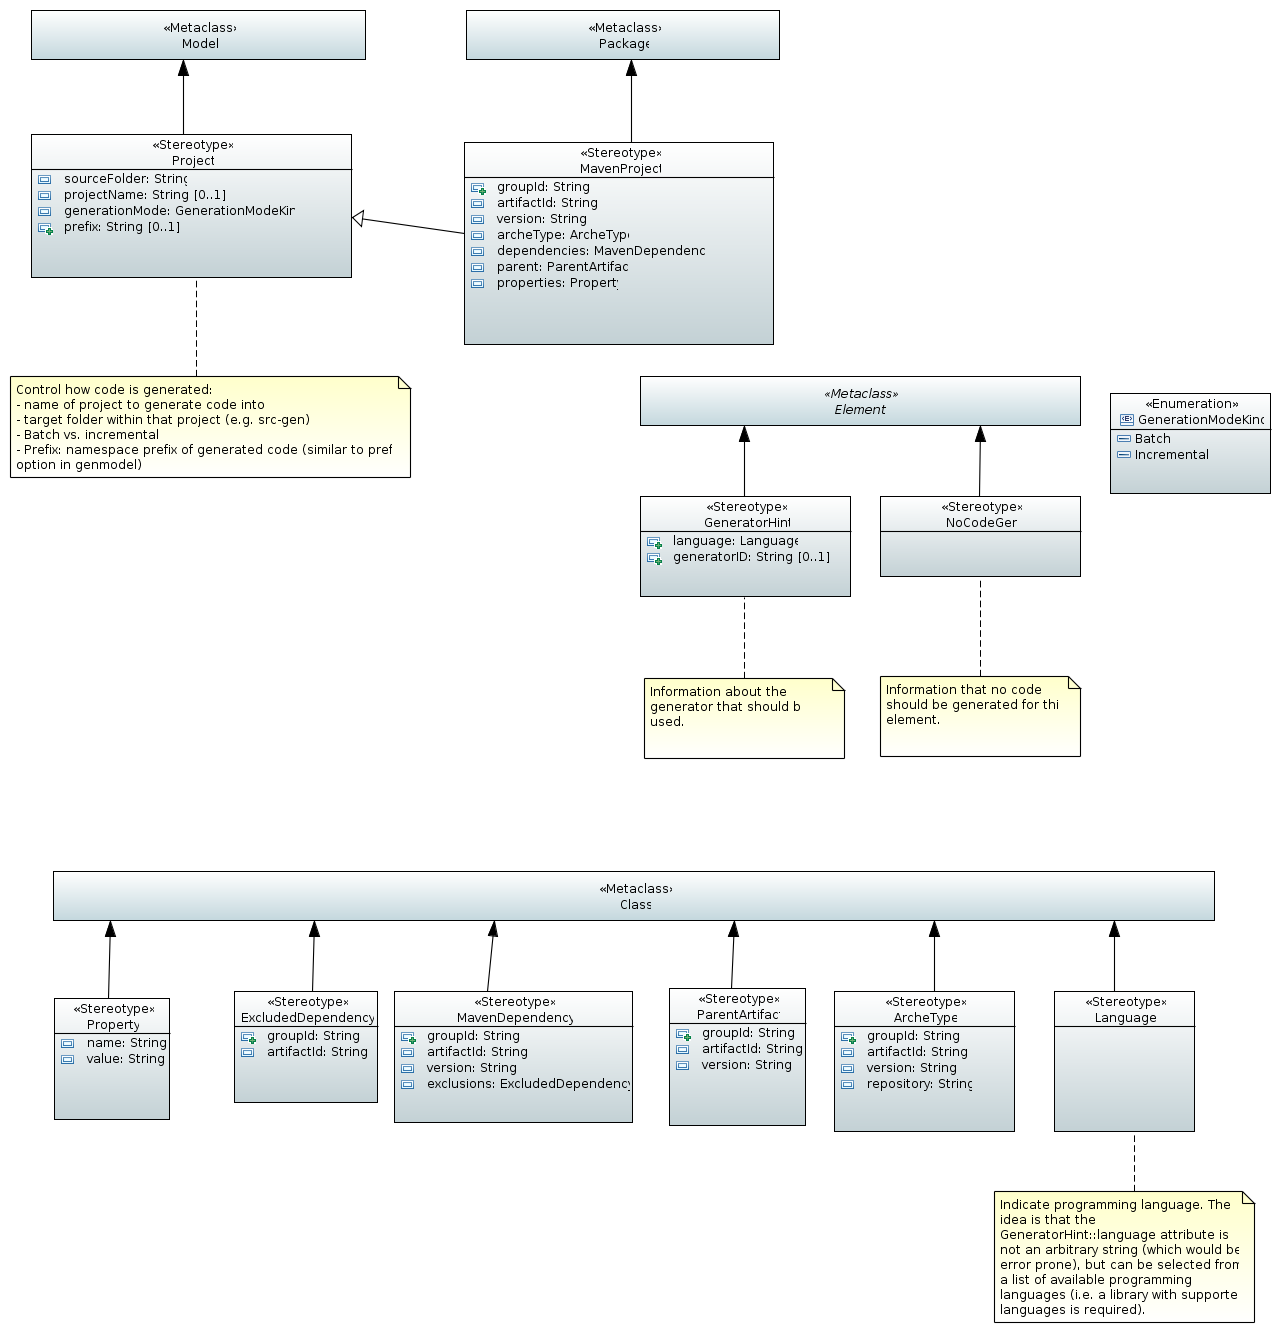 «Metaclass»
Model
«Metaclass»
Package
«Stereotype»
Project
sourceFolder: String
projectName: String [0..1]
generationMode: GenerationModeKin
prefix: String [0..1]
«Stereotype»
MavenProject
groupId: String
artifactId: String
version: String
archeType: ArcheType
dependencies: MavenDependenc
parent: ParentArtifac
properties: Property
Control how code is generated:
- name of project to generate code into
- target folder within that project (e.g. src-gen)
- Batch vs. incremental
- Prefix: namespace prefix of generated code (similar to pref
option in genmodel)
«Metaclass»
Element
«Enumeration»
GenerationModeKind
Batch
Incremental
«Stereotype»
GeneratorHint
language: Language
generatorID: String [0..1]
«Stereotype»
NoCodeGen
Information about the
generator that should b
used.
Information that no code
should be generated for thi
element.
«Metaclass»
Class
«Stereotype»
Property
name: String
value: String
«Stereotype»
ExcludedDependency
groupId: String
artifactId: String
«Stereotype»
MavenDependency
groupId: String
artifactId: String
version: String
exclusions: ExcludedDependency
«Stereotype»
ParentArtifact
groupId: String
artifactId: String
version: String
«Stereotype»
ArcheType
groupId: String
artifactId: String
version: String
repository: String
«Stereotype»
Language
Indicate programming language. The
idea is that the
GeneratorHint::language attribute is
not an arbitrary string (which would be
error prone), but can be selected from
a list of available programming
languages (i.e. a library with supporte
languages is required).